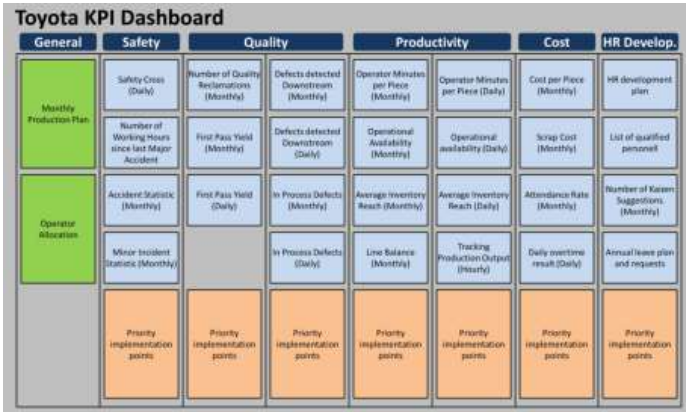 Toyota KPI Dashboard
General
Safety
Quality
Productivity
Cost
HR Develop.
Monthly
Production Plan
Operator
Allocation
Safety Cross
(Daily)
Number of
Working Hours
since last Major
Accident
Accident Statistic
(Monthly)
Minor Incident
Statistic (Monthly)
Priority
implementation
points
Number of Quality
Reclamations
(Monthly)
First Pass Yield
(Monthly)
First Pass Yield
(Daily)
Priority
implementation
points
Defects detected
Downstream
(Monthly)
Defects detected
Downstream
(Daily)
In Process Defects
(Monthly)
In Process Defects
(Daily)
Priority
implementation
points
Operator Minutes
per Piece
(Monthly)
Operational
Availability
(Monthly)
Average Inventory
Reach (Monthly)
Line Balance
(Monthly)
Priority
implementation
points
Operator Minutes
per Piece (Daily)
Operational
availability (Daily)
Average Inventory
Reach (Daily)
Tracking
Production Output
(Hourly)
Priority
implementation
points
Cost per Piece
(Monthly)
Scrap Cost
(Monthly)
Attendance Rate
(Monthly)
Daily overtime
result (Daily)
Priority
implementation
points
HR development
plan
List of qualified
personell
Number of Kaizen
Suggestions.
(Monthly)
Annual leave plan
and requests
Priority
implementation
points